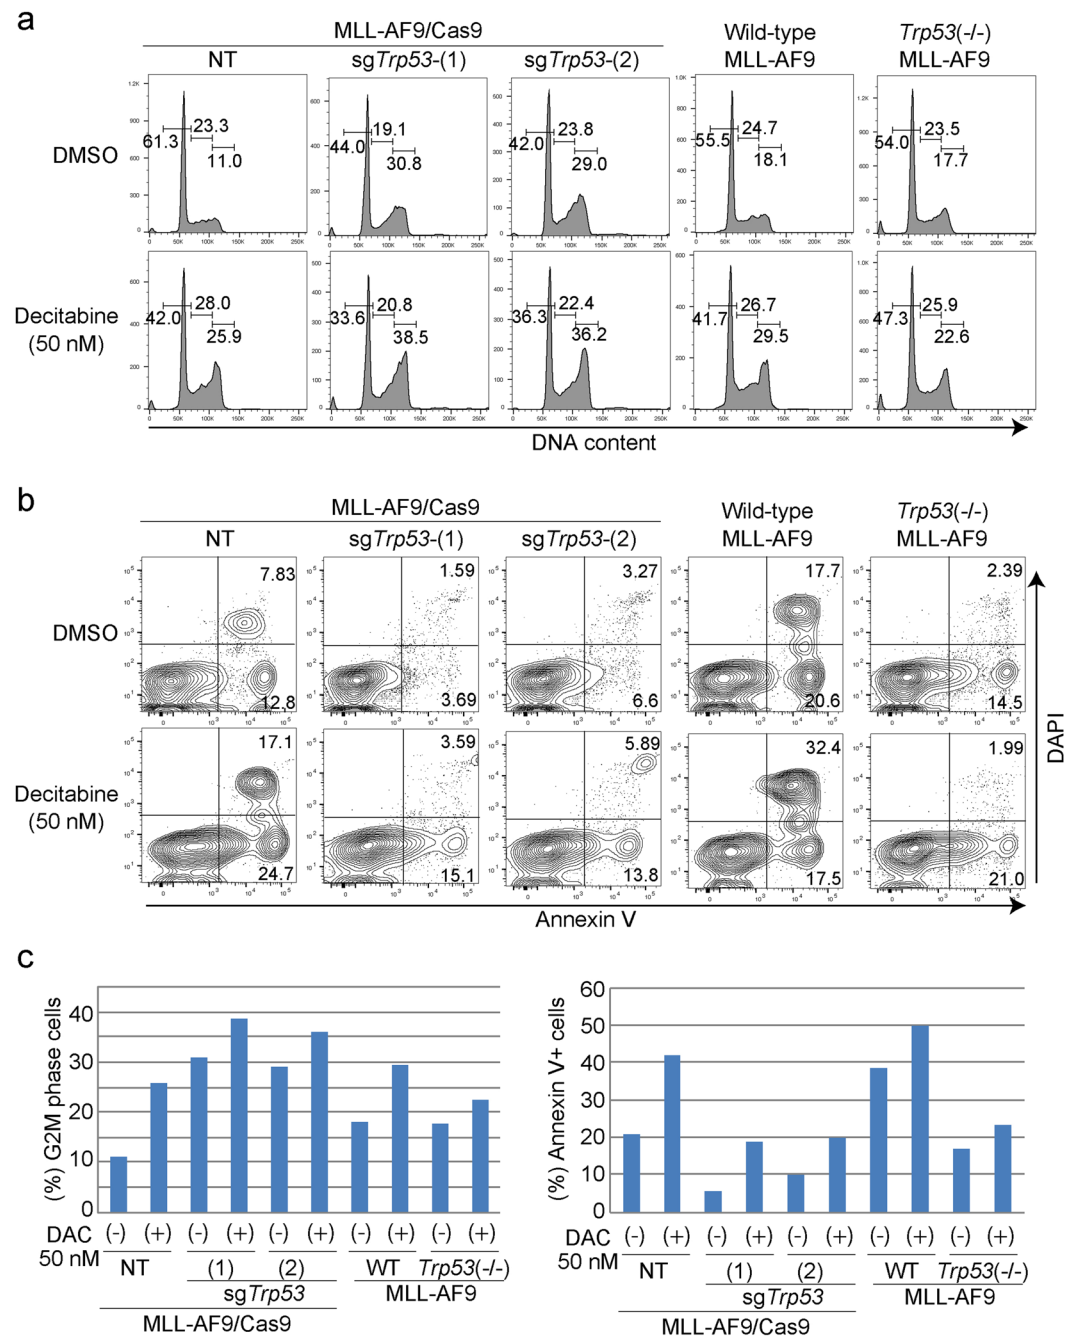 a
MLL-AF9/Cas9
Wild-type
MLL-AF9
Trp53(-/-)
MLL-AF9
NT
sgTrp53-(1)
sgTrp53-(2)
DMSO
61.3 23.3 11.0
44.0 19.1 30.8
42.0 23.8 29.0
55.5 24.7 18.1
54.0 23.5 17.7
Decitabine
(50 nM)
42.0 28.0 25.9
33.6 20.8 38.5
36.3 22.4 36.2
41.7 26.7 29.5
47.3 25.9 22.6
DNA content
b
MLL-AF9/Cas9
Wild-type
MLL-AF9
Trp53(-/-)
MLL-AF9
NT
sgTrp53-(1)
sgTrp53-(2)
DMSO
7.83
12.8
1.59
3.69
3.27
6.6
17.7
20.6
2.39
14.5
Decitabine
(50 nM)
17.1
24.7
3.59
15.1
5.89
13.8
32.4
17.5
1.99
21.0
DAPI
Annexin V
c
(%) G2M phase cells
40
30
20
10
0
DAC
50 nM
(-) (+) (-) (+) (-) (+) (-) (+) (-) (+)
NT (1) (2) WT Trp53(-/-)
sgTrp53 MLL-AF9
MLL-AF9/Cas9
(%) Annexin V+ cells
60
50
40
30
20
10
0
DAC
50 nM
(-) (+) (-) (+) (-) (+) (-) (+) (-) (+)
NT (1) (2) WT Trp53(-/-)
sgTrp53 MLL-AF9
MLL-AF9/Cas9